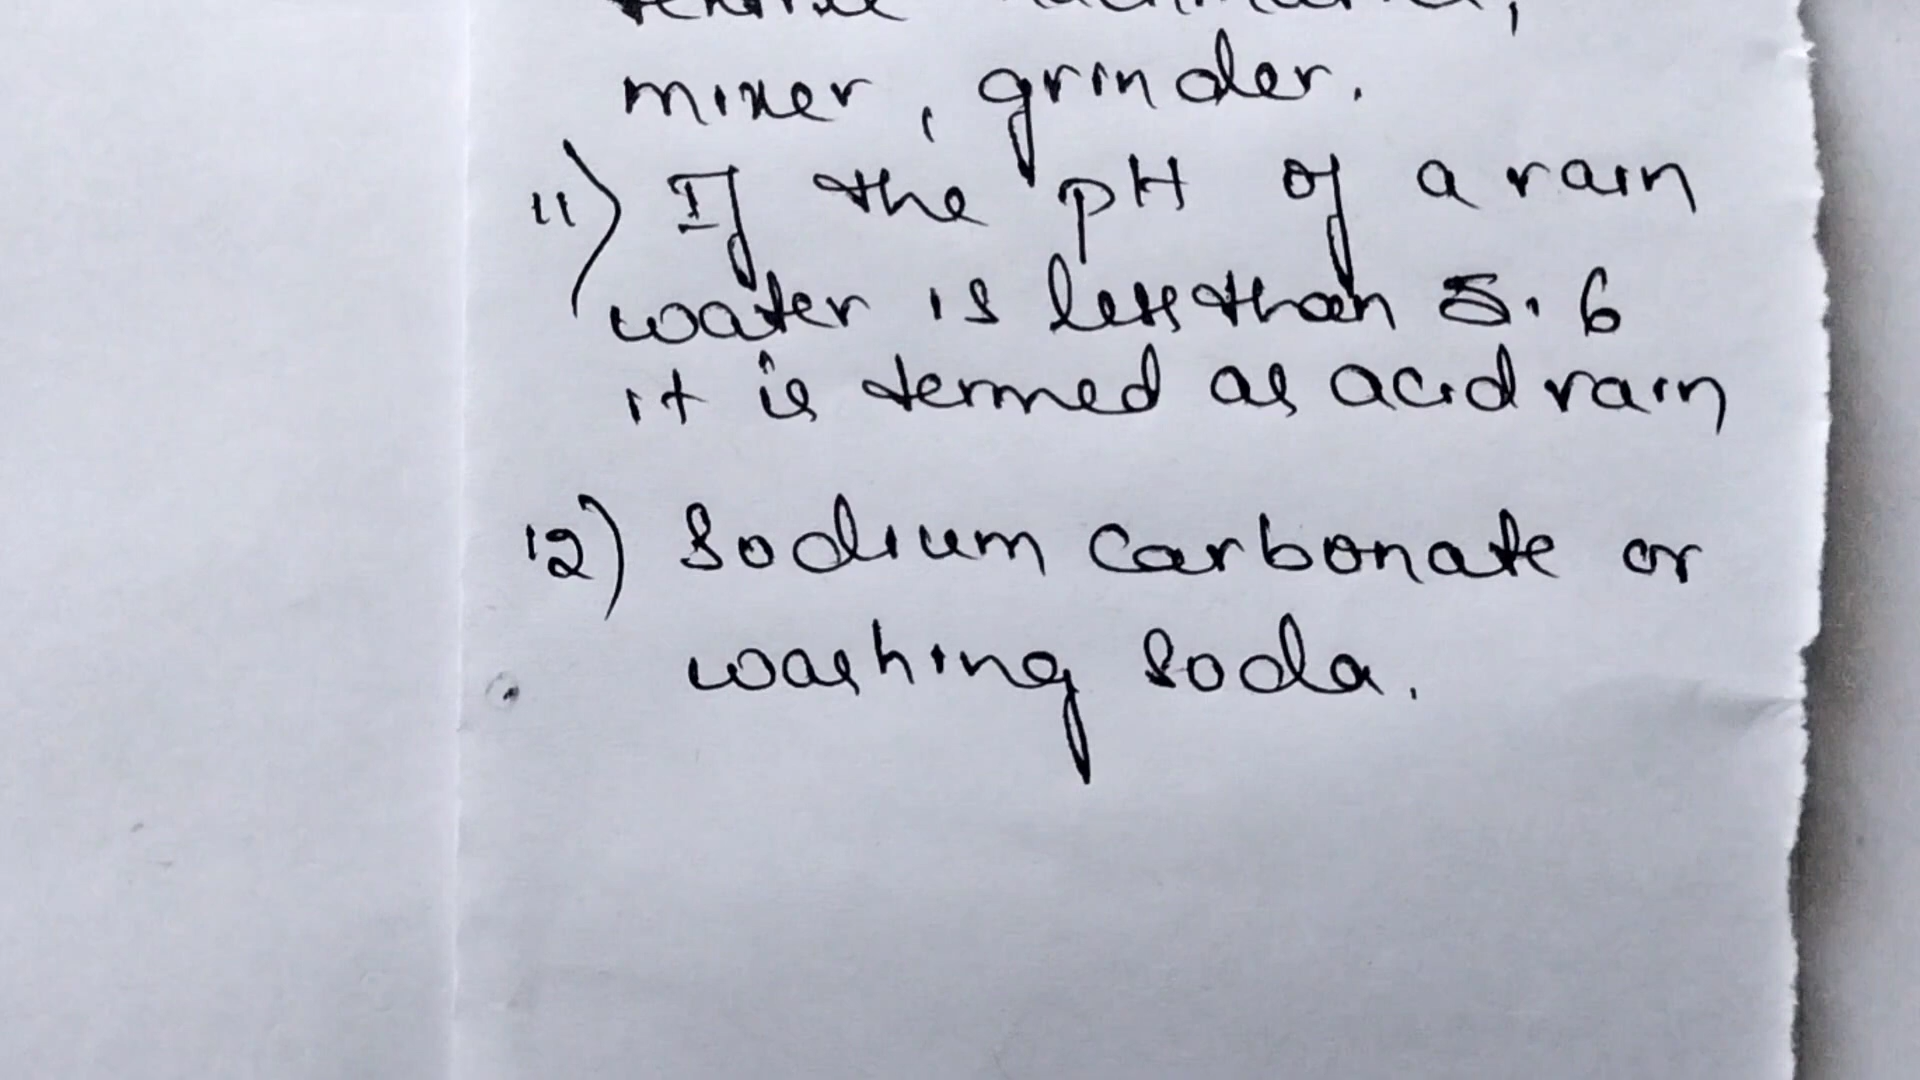 mixer, grinder.
11) If the pH of a rain
water is less than 5.6
it is termed as acid rain
12) Sodium carbonate or
washing soda.